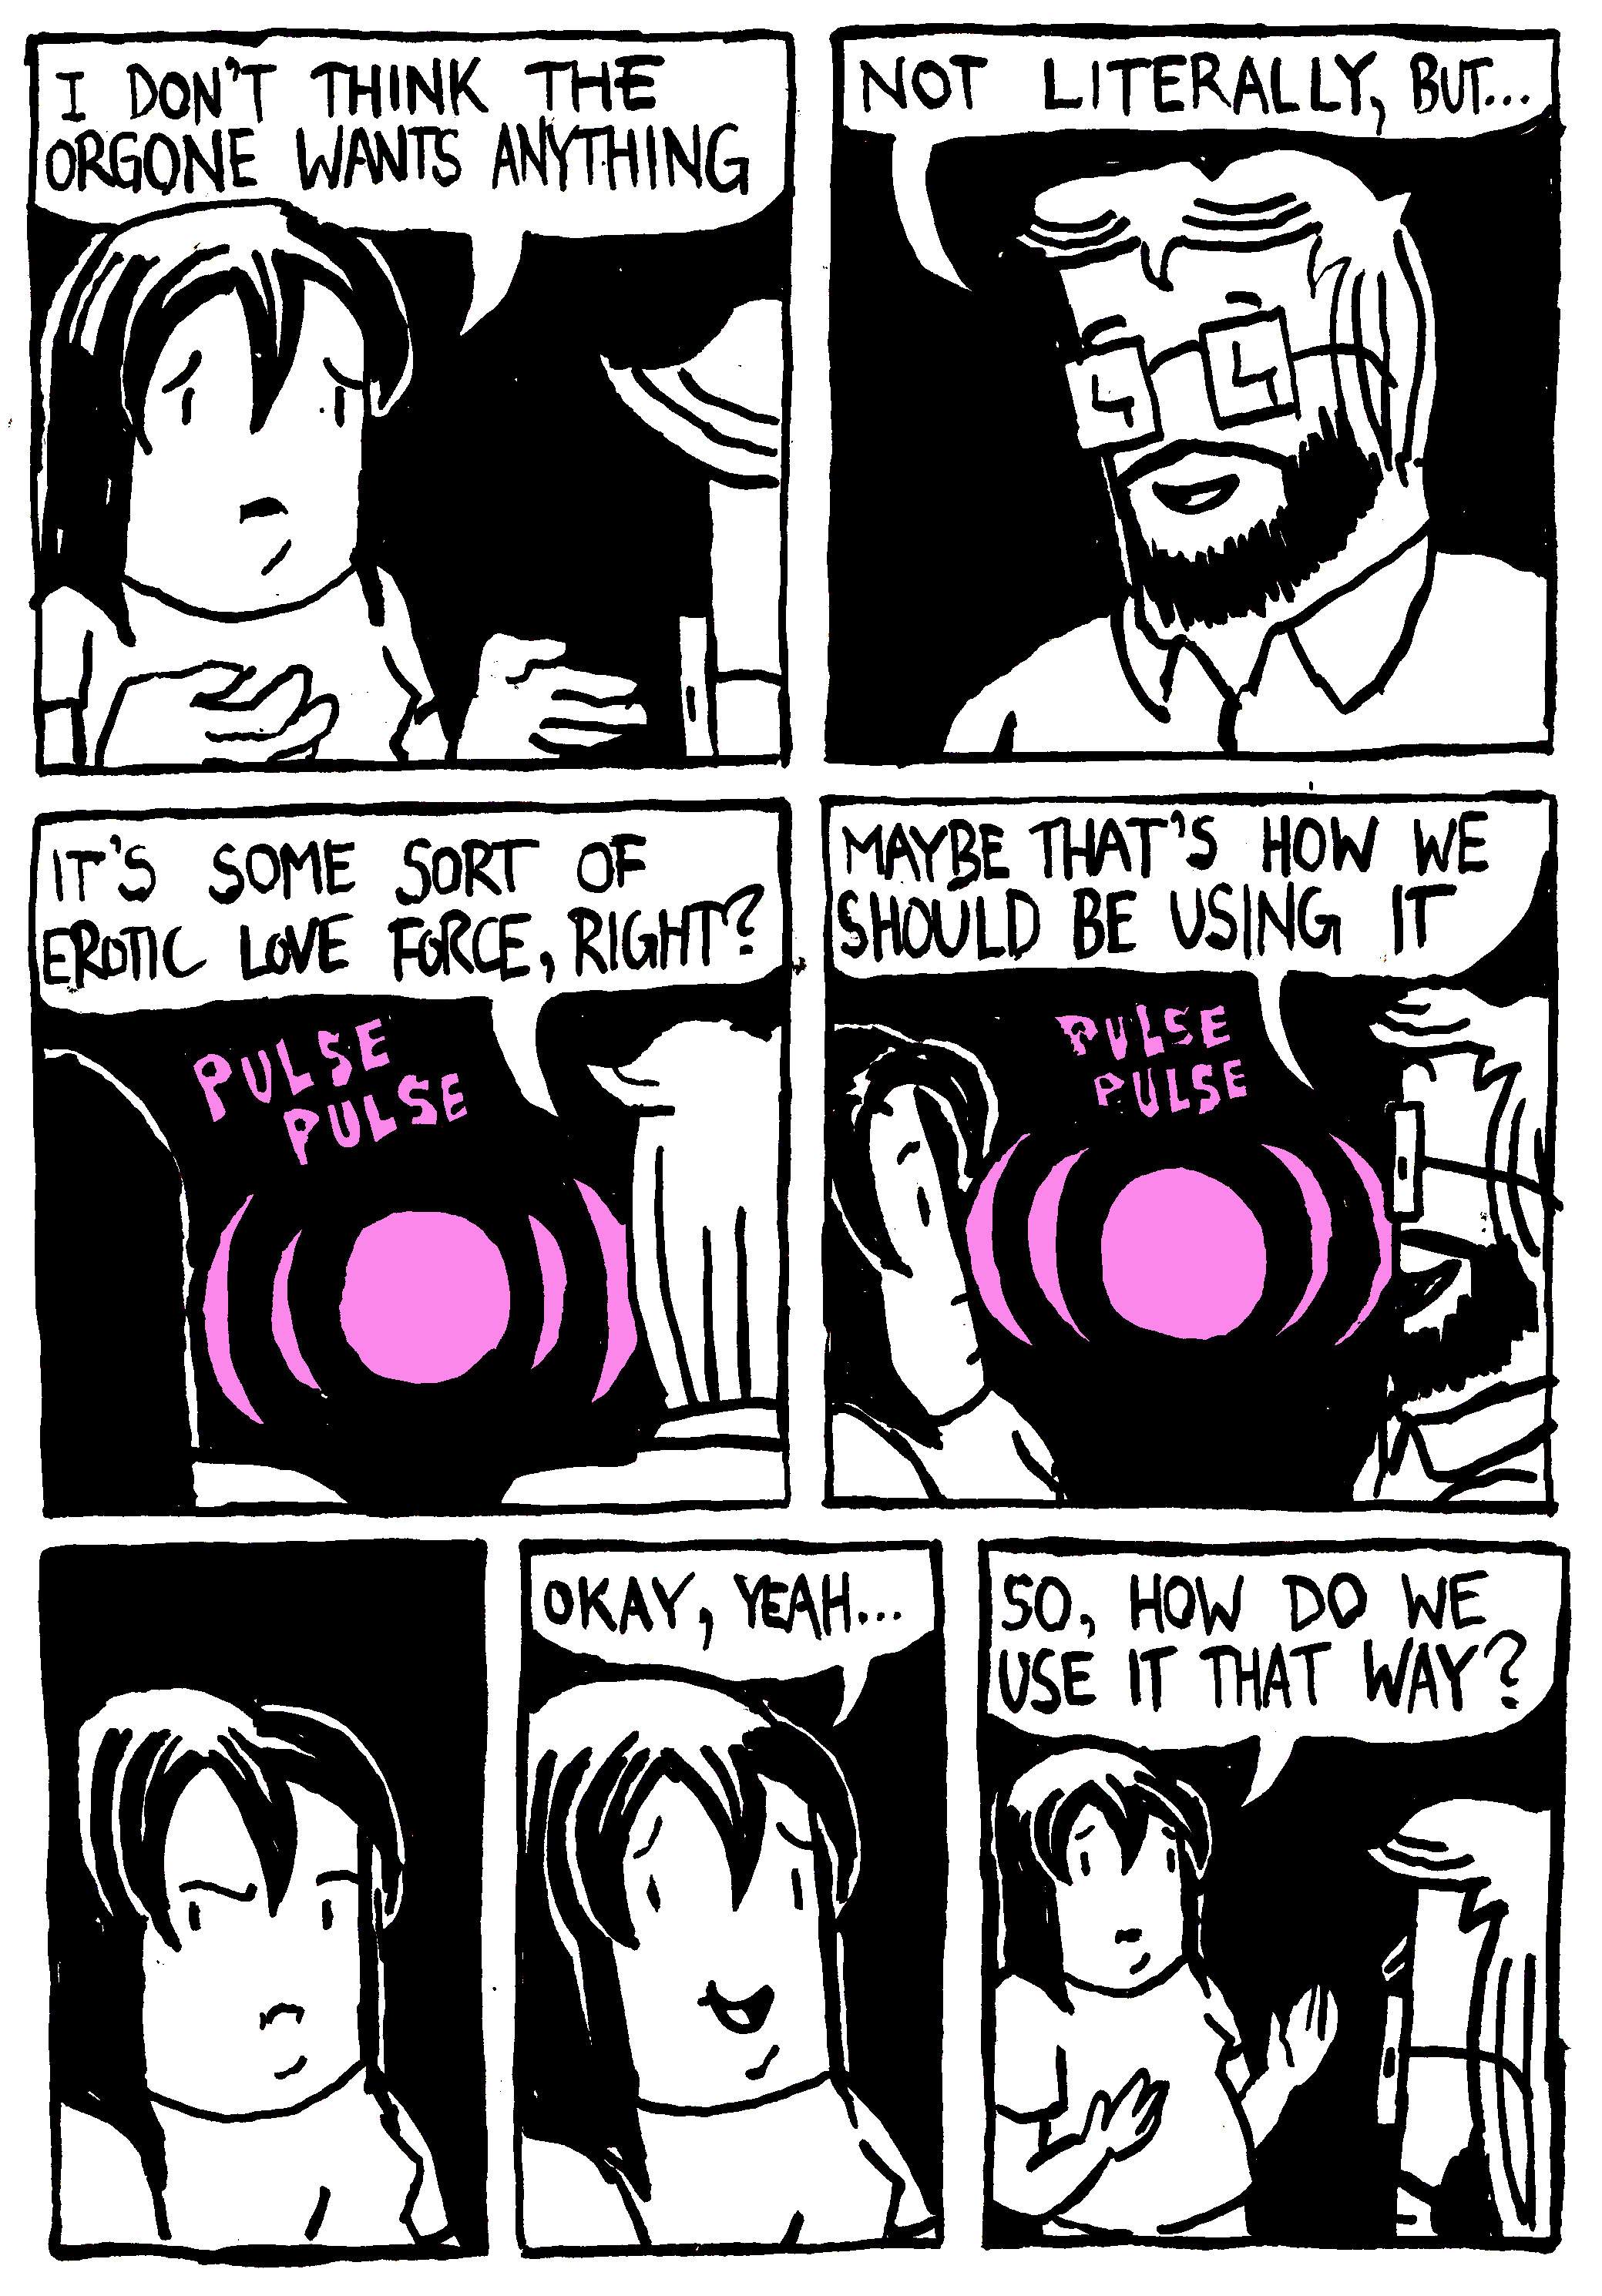 I DON'T THINK THE
ORGONE WANTS ANYTHING
NOT LITERALLY, BUT...
IT'S SOME SORT OF
EROTIC LOVE FORCE, RIGHT?
PULSE
PULSE
MAYBE THAT'S HOW WE
SHOULD BE USING IT
PULSE
PULSE
OKAY, YEAH...
SO, HOW DO WE
USE IT THAT WAY?